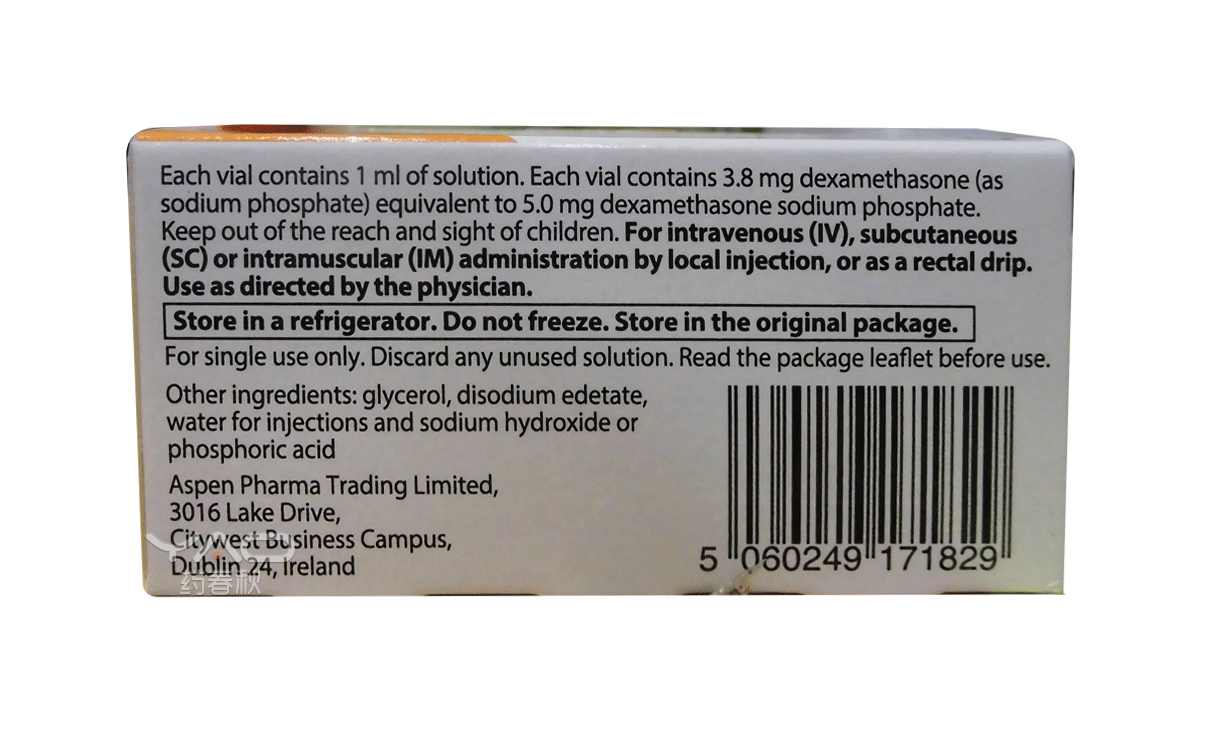 Each vial contains 1 ml of solution. Each vial contains 3.8 mg dexamethasone (as
sodium phosphate) equivalent to 5.0 mg dexamethasone sodium phosphate.
Keep out of the reach and sight of children. For intravenous (IV), subcutaneous
(SC) or intramuscular (IM) administration by local injection, or as a rectal drip.
Use as directed by the physician.
Store in a refrigerator. Do not freeze. Store in the original package.
For single use only. Discard any unused solution. Read the package leaflet before use.
Other ingredients: glycerol, disodium edetate,
water for injections and sodium hydroxide or
phosphoric acid
Aspen Pharma Trading Limited,
3016 Lake Drive,
Citywest Business Campus,
Dublin 24, Ireland
药春秋
5 060249 171829